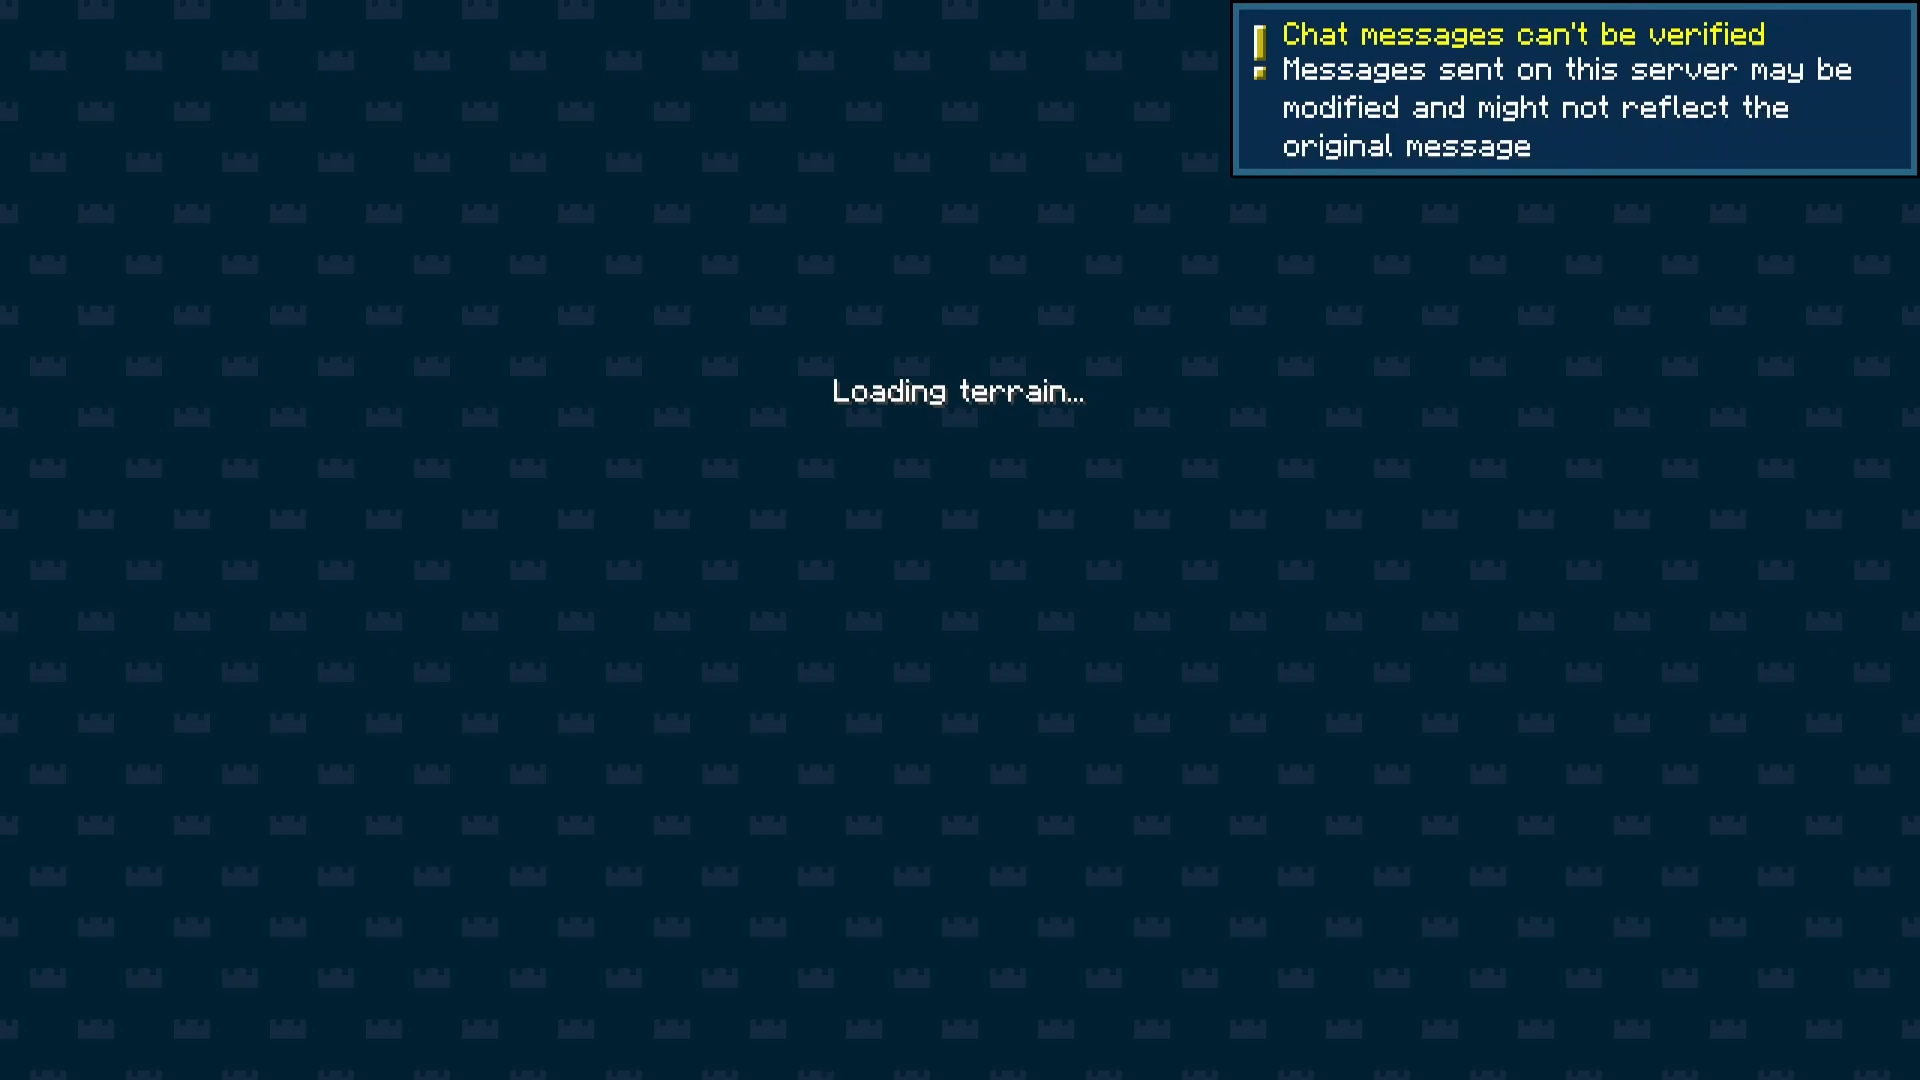 Chat messages can't be verified
Messages sent on this server may be
modified and might not reflect the
original message
Loading terrain...